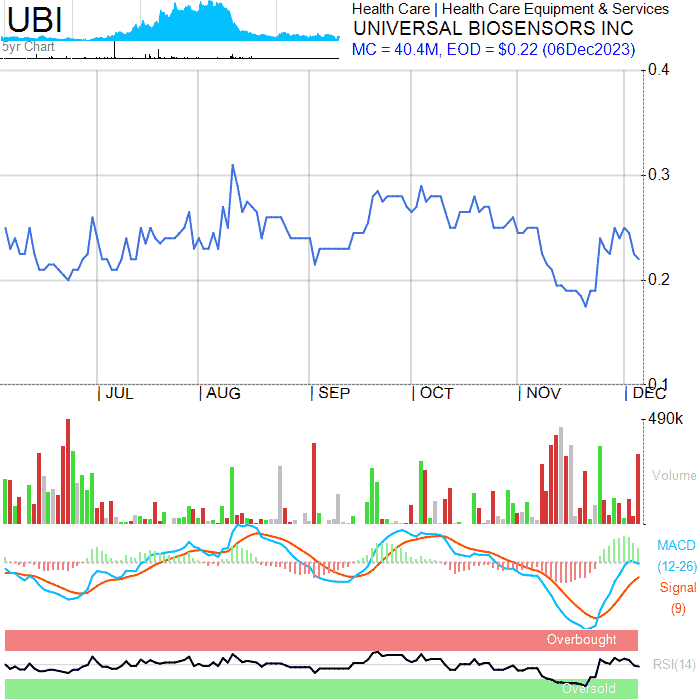 UBI
5yr Chart
Health Care | Health Care Equipment & Services
UNIVERSAL BIOSENSORS INC
MC = 40.4M, EOD = $0.22 (06Dec2023)
0.4
0.3
0.2
0.1
| JUL | AUG | SEP | OCT | NOV | DEC
490k
Volume
MACD
(12-26)
Signal
(9)
Overbought
RSI(14)
Oversold